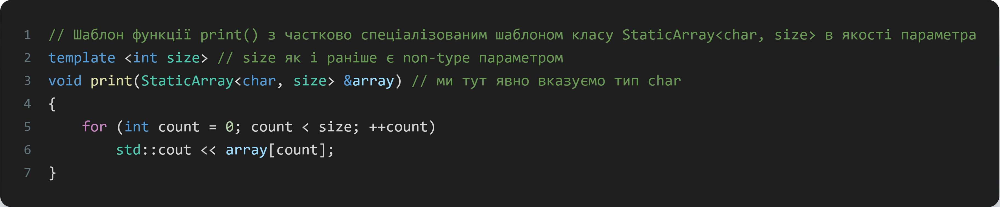 1 // Шаблон функції print() з частково спеціалізованим шаблоном класу StaticArray<char, size> в якості параметра
2 template <int size> // size як і раніше є non-type параметром
3 void print(StaticArray<char, size> &array) // ми тут явно вказуємо тип char
4 {
5     for (int count = 0; count < size; ++count)
6         std::cout << array[count];
7 }